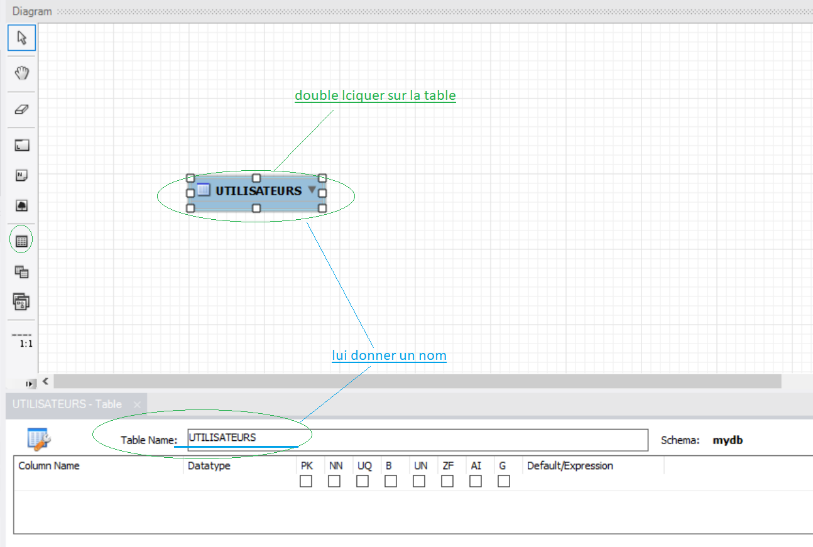 Diagram
double lciquer sur la table
UTILISATEURS
1:1
lui donner un nom
UTILISATEURS - Table ×
Table Name: UTILISATEURS Schema: mydb
Column Name Datatype PK NN UQ B UN ZF AI G Default/Expression